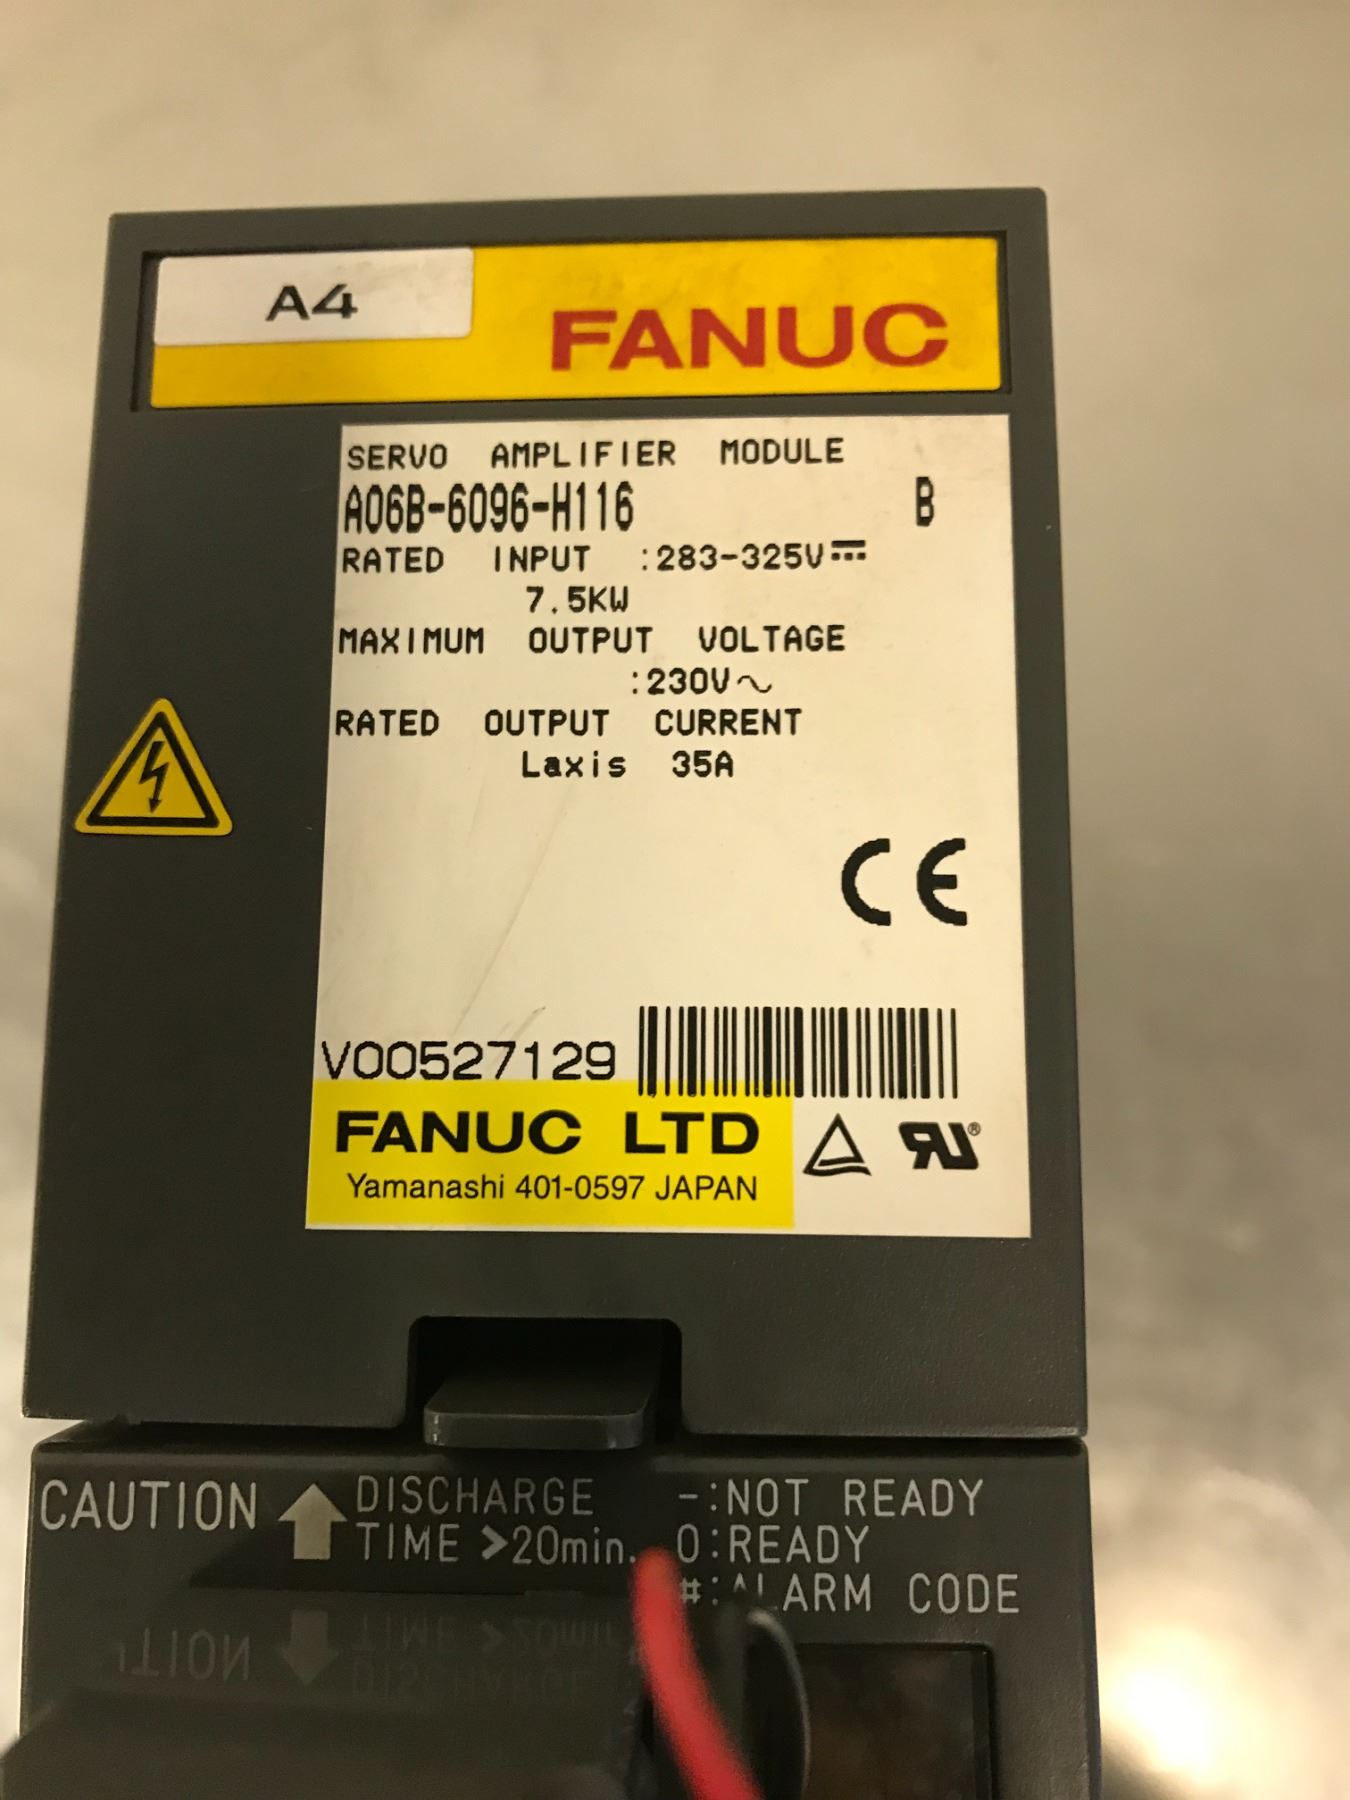 A4
FANUC
SERVO AMPLIFIER MODULE
A06B-6096-H116 B
RATED INPUT :283-325V⎓
7.5KW
MAXIMUM OUTPUT VOLTAGE
:230V~
RATED OUTPUT CURRENT
Laxis 35A
CE
V00527129
FANUC LTD
Yamanashi 401-0597 JAPAN
CAUTION DISCHARGE TIME >20min.
-:NOT READY
0:READY
#:ALARM CODE